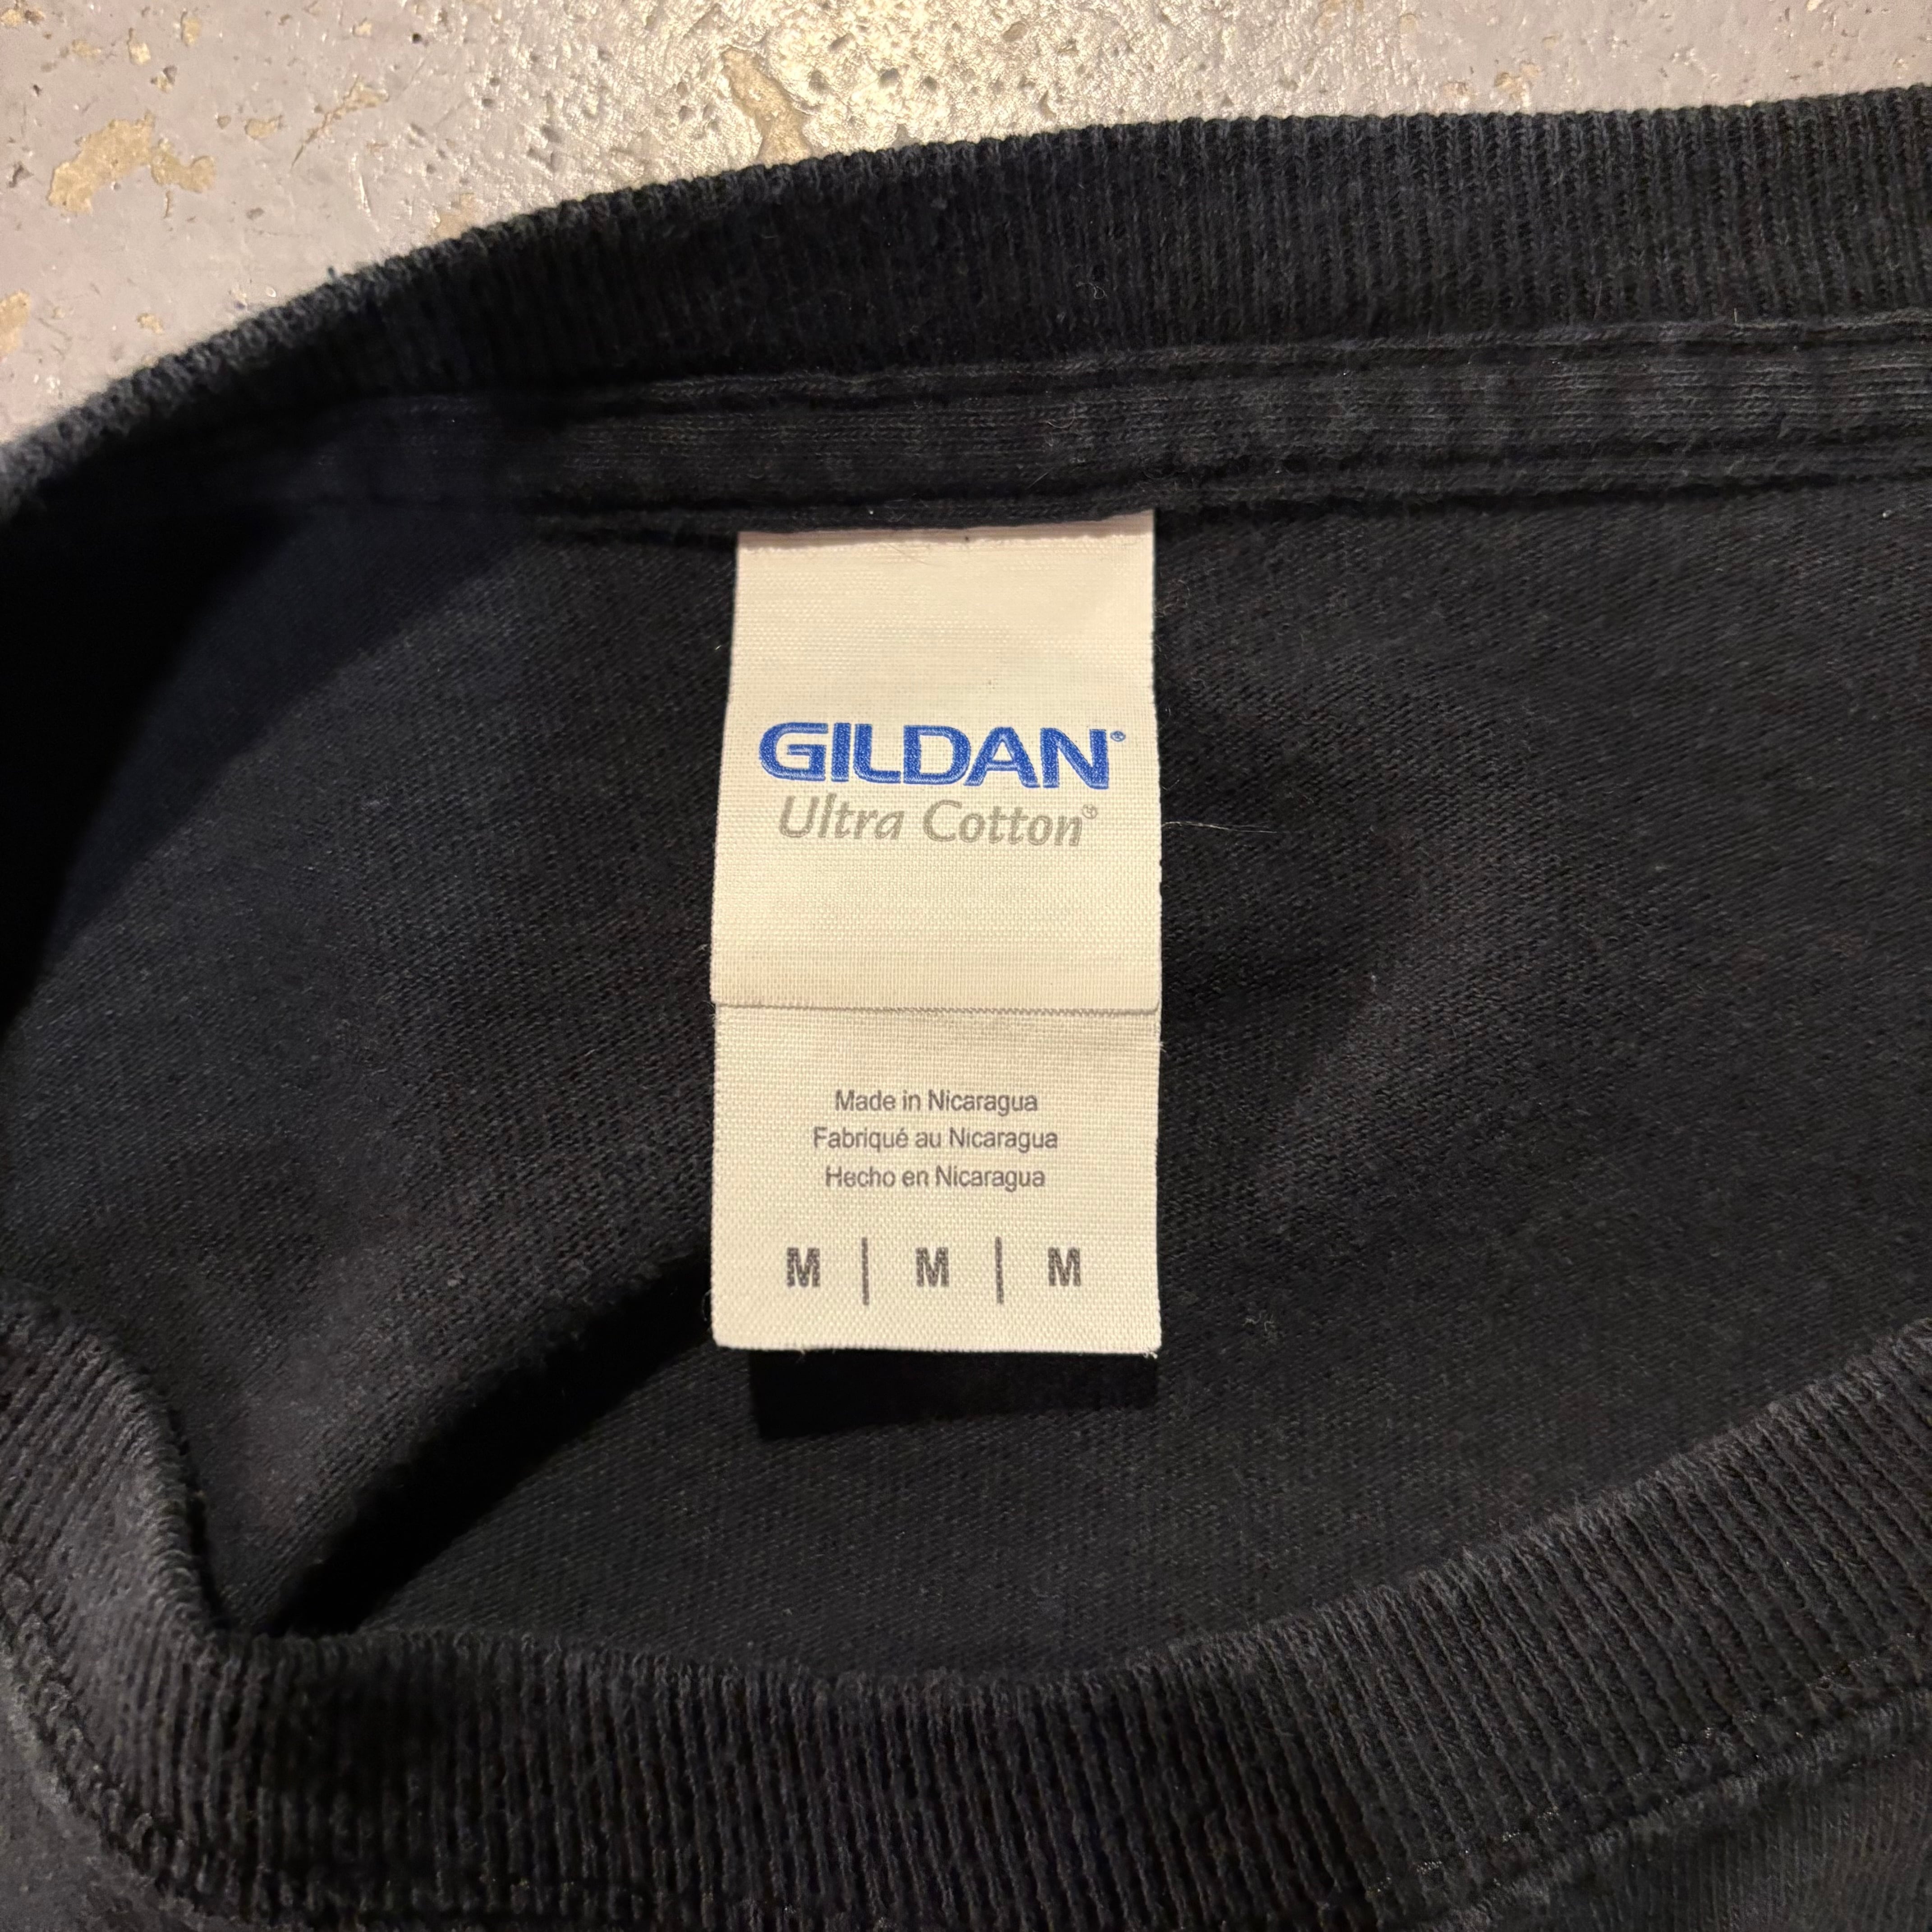 GILDAN®
Ultra Cotton®
Made in Nicaragua
Fabriqué au Nicaragua
Hecho en Nicaragua
M | M | M